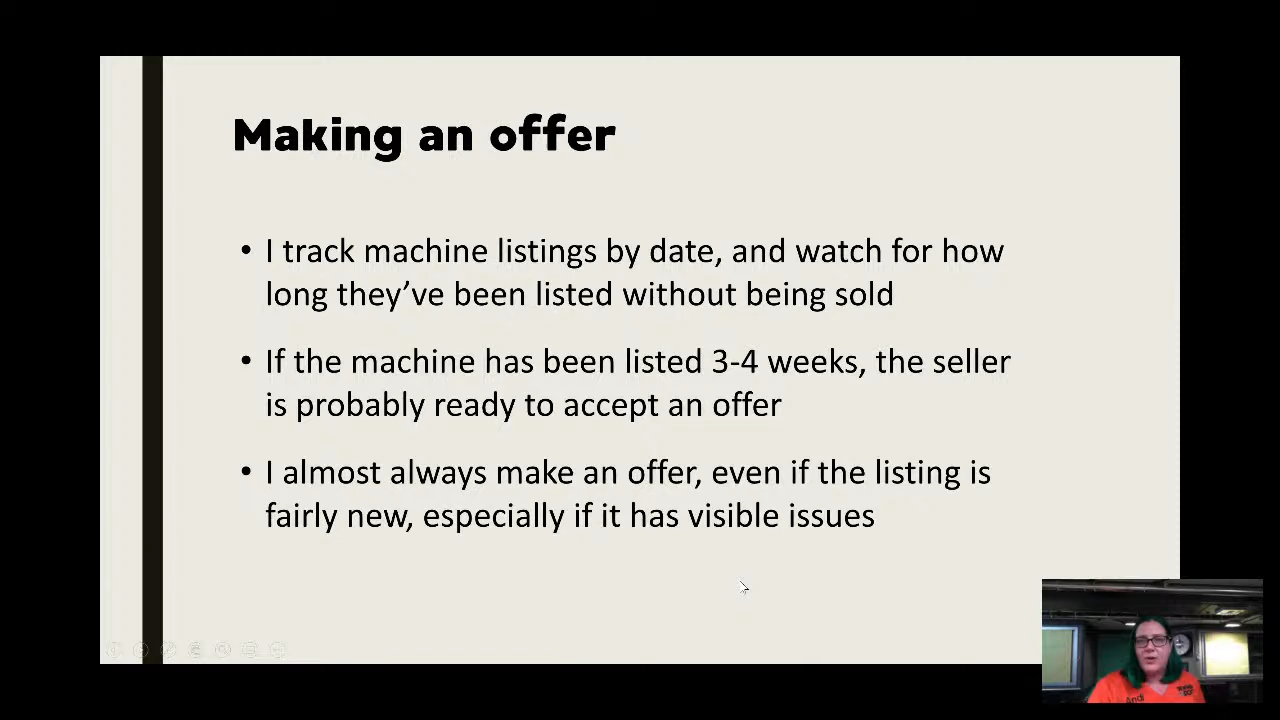 Making an offer
• I track machine listings by date, and watch for how
long they’ve been listed without being sold
• If the machine has been listed 3-4 weeks, the seller
is probably ready to accept an offer
• I almost always make an offer, even if the listing is
fairly new, especially if it has visible issues